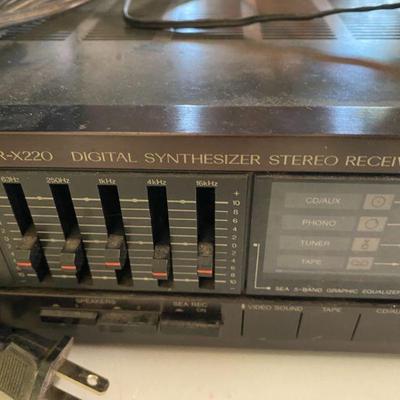 R-X220 DIGITAL SYNTHESIZER STEREO RECEIV
63Hz 250Hz 1kHz 4kHz 16kHz
+
10
8
6
4
2
0
2
4
6
8
10
-
CD/AUX
PHONO
TUNER
TAPE
SEA 5-BAND GRAPHIC EQUALIZER
SPEAKERS
SEA REC
ON
VIDEO SOUND
TAPE
CD/AU